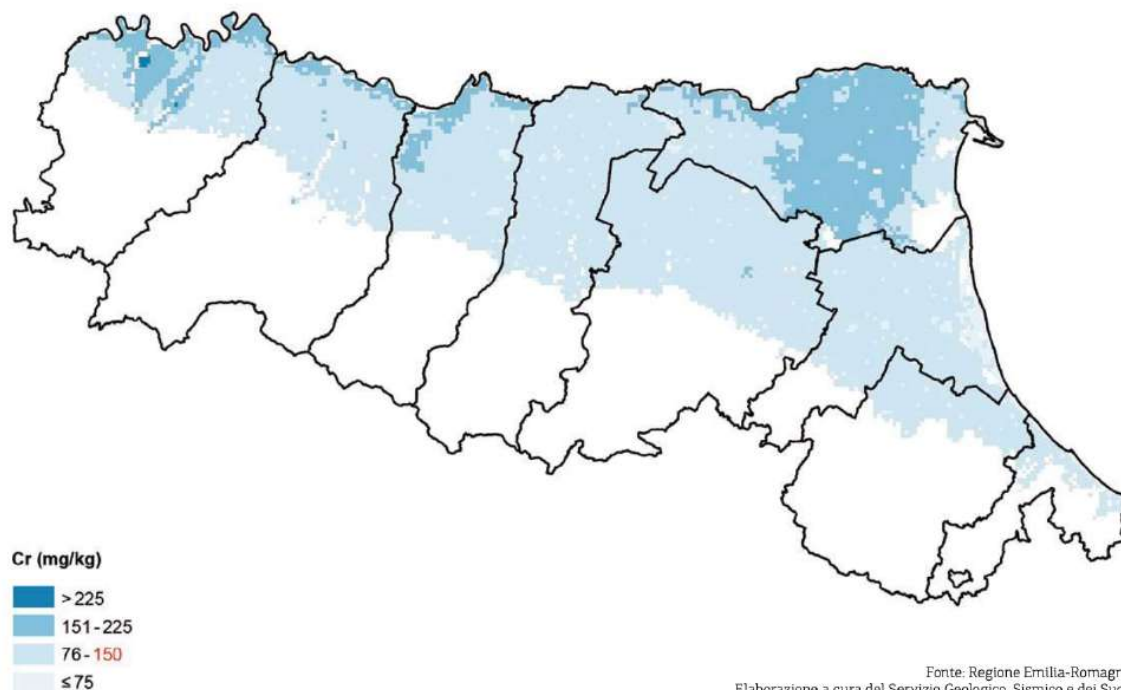 Cr (mg/kg)
>225
151-225
76-150
≤75
Fonte: Regione Emilia-Romagn
Elaborazione a cura del Servizio Geologico, Sismico e dei Suo